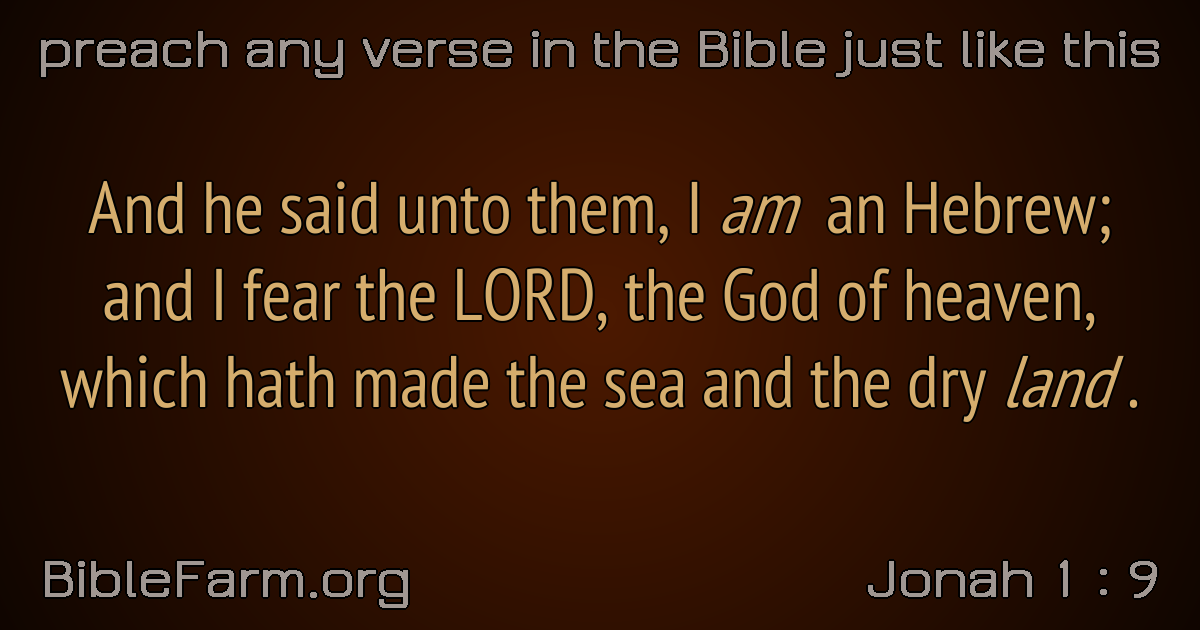 preach any verse in the Bible just like this
And he said unto them, I am an Hebrew;
and I fear the LORD, the God of heaven,
which hath made the sea and the dry land .
BibleFarm.org
Jonah 1 : 9